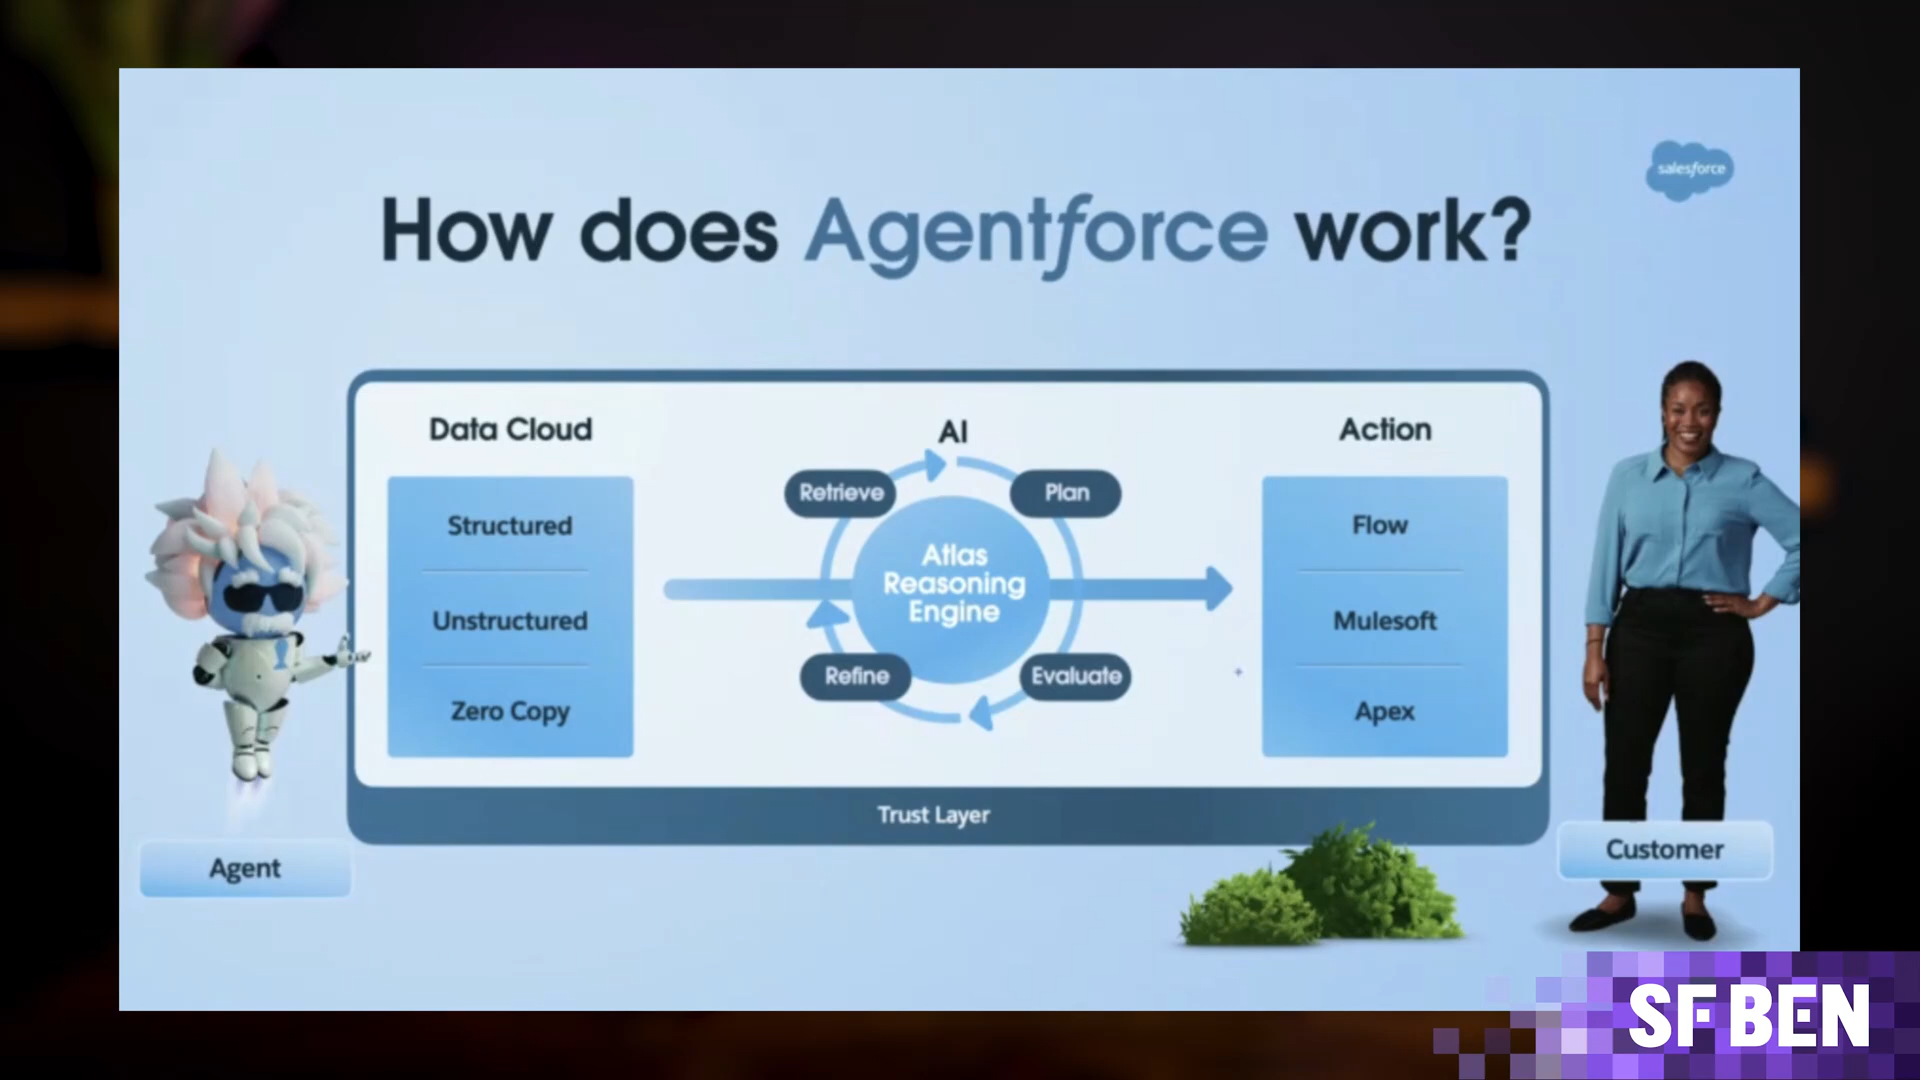 salesforce
How does Agentforce work?
Data Cloud
Structured
Unstructured
Zero Copy
AI
Retrieve
Plan
Atlas
Reasoning
Engine
Refine
Evaluate
Action
Flow
Mulesoft
Apex
Trust Layer
Agent
Customer
SF BEN